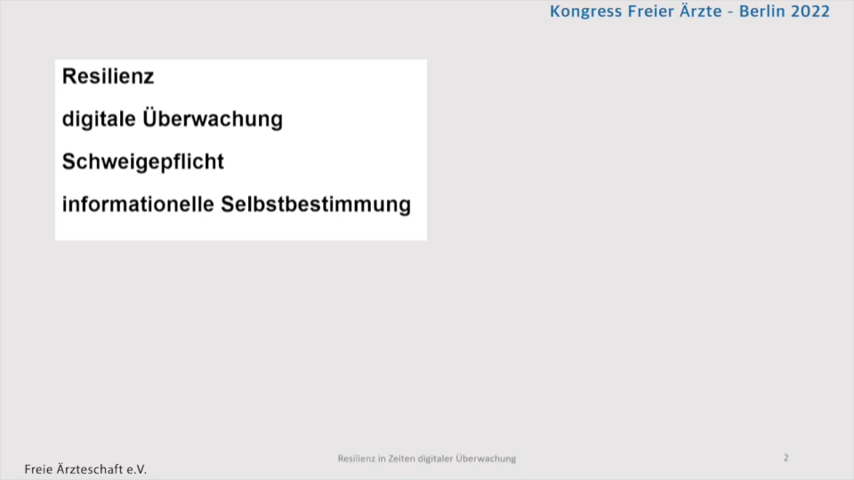 Kongress Freier Ärzte - Berlin 2022
Resilienz
digitale Überwachung
Schweigepflicht
informationelle Selbstbestimmung
Resilienz in Zeiten digitaler Überwachung
2
Freie Ärzteschaft e.V.